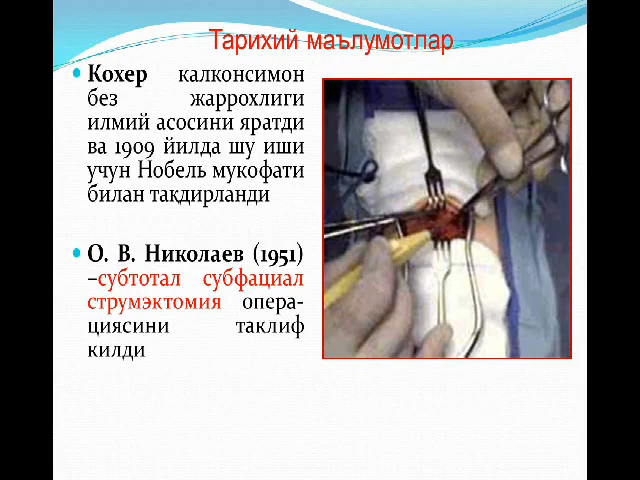 Тарихий маълумотлар
• Кохер калконсимон
без жаррохлиги
илмий асосини яратди
ва 1909 йилда шу иши
учун Нобель мукофати
билан тақдирланди
• О. В. Николаев (1951)
–субтотал субфациал
струмэктомия опера-
циясини таклиф
килди